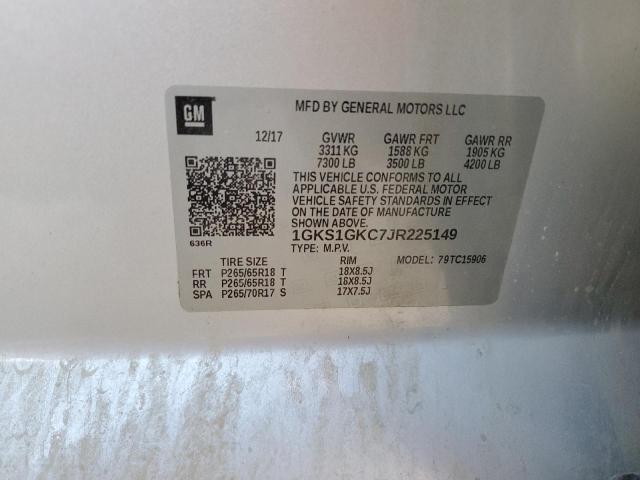 GM
MFD BY GENERAL MOTORS LLC
12/17 GVWR GAWR FRT GAWR RR
3311 KG 1588 KG 1905 KG
7300 LB 3500 LB 4200 LB
THIS VEHICLE CONFORMS TO ALL
APPLICABLE U.S. FEDERAL MOTOR
VEHICLE SAFETY STANDARDS IN EFFECT
ON THE DATE OF MANUFACTURE
SHOWN ABOVE.
636R 1GKS1GKC7JR225149
TYPE: M.P.V.
TIRE SIZE RIM MODEL: 79TC15906
FRT P265/65R18 T 18X8.5J
RR P265/65R18 T 18X8.5J
SPA P265/70R17 S 17X7.5J